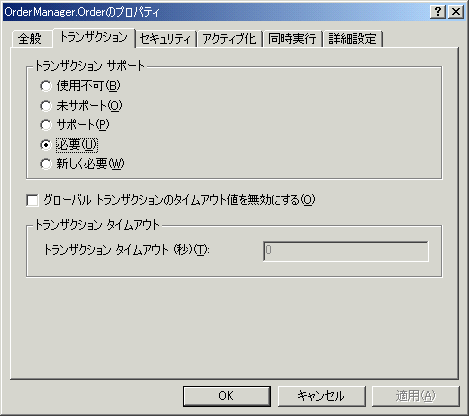 OrderManager.Orderのプロパティ
全般 トランザクション セキュリティ アクティブ化 同時実行 詳細設定
トランザクション サポート
使用不可(B)
未サポート(O)
サポート(P)
必要(U)
新しく必要(W)
グローバル トランザクションのタイムアウト値を無効にする(O)
トランザクション タイムアウト
トランザクション タイムアウト (秒)(T): 0
OK キャンセル 適用(A)